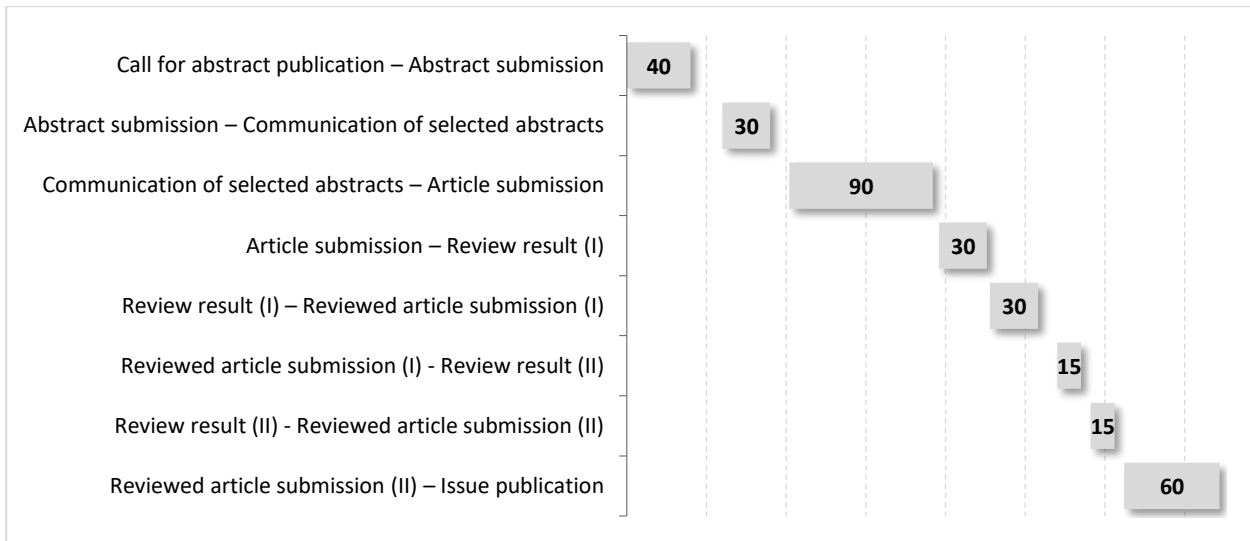 Call for abstract publication – Abstract submission
40
Abstract submission – Communication of selected abstracts
30
Communication of selected abstracts – Article submission
90
Article submission – Review result (I)
30
Review result (I) – Reviewed article submission (I)
30
Reviewed article submission (I) - Review result (II)
15
Review result (II) - Reviewed article submission (II)
15
Reviewed article submission (II) – Issue publication
60